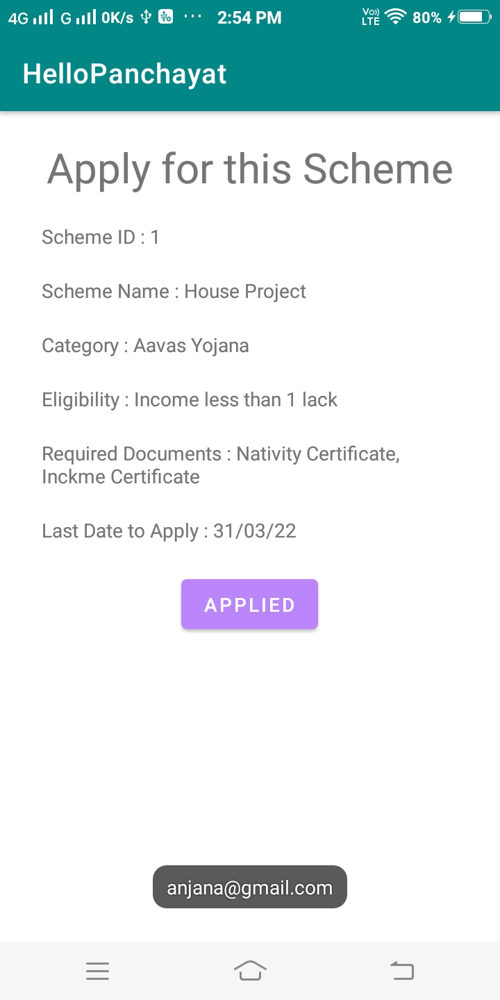 4G G 0K/s ... 2:54 PM Vo)) LTE 80%
HelloPanchayat
Apply for this Scheme
Scheme ID : 1
Scheme Name : House Project
Category : Aavas Yojana
Eligibility : Income less than 1 lack
Required Documents : Nativity Certificate,
Inckme Certificate
Last Date to Apply : 31/03/22
APPLIED
anjana@gmail.com